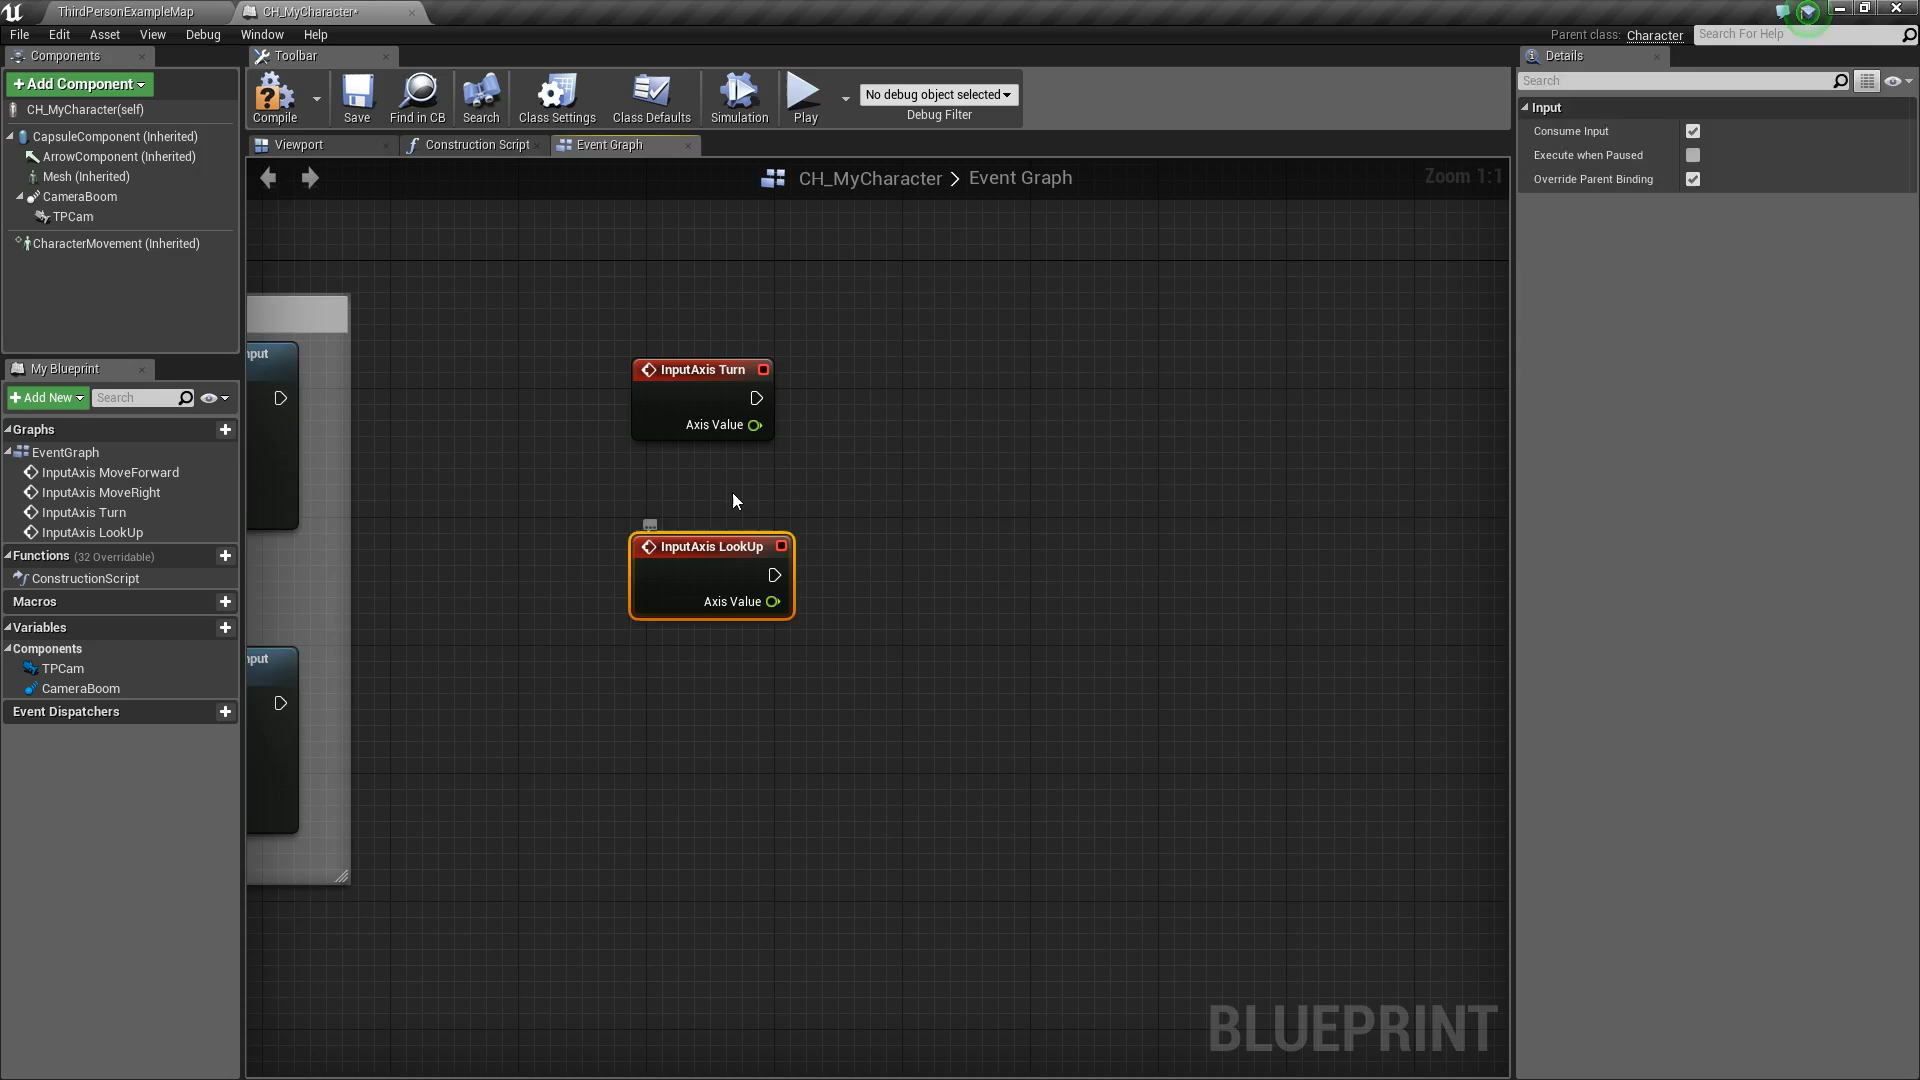 ThirdPersonExampleMap
CH_MyCharacter*
File Edit Asset View Debug Window Help
Parent class: Character
Search For Help
Components
Toolbar
Details
+Add Component
CH_MyCharacter(self)
CapsuleComponent (Inherited)
ArrowComponent (Inherited)
Mesh (Inherited)
CameraBoom
TPCam
CharacterMovement (Inherited)
Compile
Save
Find in CB
Search
Class Settings
Class Defaults
Simulation
Play
No debug object selected
Debug Filter
Search
Input
Consume Input
Execute when Paused
Override Parent Binding
Viewport
Construction Script
Event Graph
CH_MyCharacter > Event Graph
Zoom 1:1
My Blueprint
+Add New
Search
Graphs
EventGraph
InputAxis MoveForward
InputAxis MoveRight
InputAxis Turn
InputAxis LookUp
Functions (32 Overridable)
ConstructionScript
Macros
Variables
Components
TPCam
CameraBoom
Event Dispatchers
nput
nput
InputAxis Turn
Axis Value
InputAxis LookUp
Axis Value
BLUEPRINT